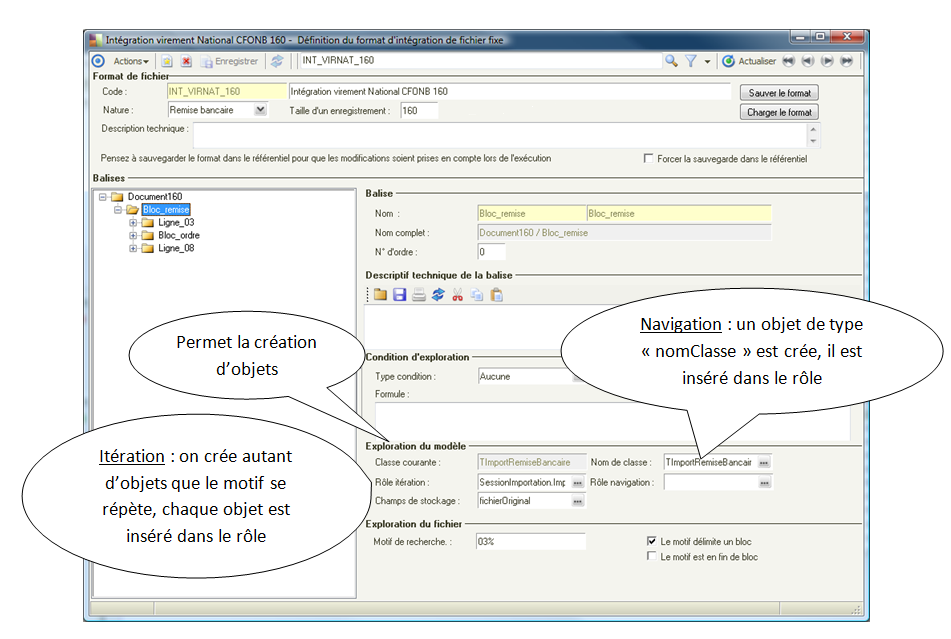 Intégration virement National CFONB 160 - Définition du format d'intégration de fichier fixe
Actions Enregistrer INT_VIRNAT_160 Actualiser
Format de fichier
Code : INT_VIRNAT_160 Intégration virement National CFONB 160 Sauver le format
Nature : Remise bancaire Taille d'un enregistrement : 160 Charger le format
Description technique :
Pensez à sauvegarder le format dans le référentiel pour que les modifications soient prises en compte lors de l'exécution Forcer la sauvegarde dans le référentiel
Balises
Document160
Bloc_remise
Ligne_03
Bloc_ordre
Ligne_08
Balise
Nom : Bloc_remise Bloc_remise
Nom complet : Document160 / Bloc_remise
N° d'ordre : 0
Descriptif technique de la balise
Navigation : un objet de type
« nomClasse » est crée, il est
inséré dans le rôle
Permet la création
d'objets
Condition d'exploration
Type condition : Aucune
Formule :
Itération : on crée autant
d'objets que le motif se
répète, chaque objet est
inséré dans le rôle
Exploration du modèle
Classe courante : TImportRemiseBancaire Nom de classe : TImportRemiseBancair ...
Rôle itération : SessionImportation.Imp ... Rôle navigation : ...
Champs de stockage : fichierOriginal ...
Exploration du fichier
Motif de recherche. : 03% Le motif délimite un bloc
Le motif est en fin de bloc